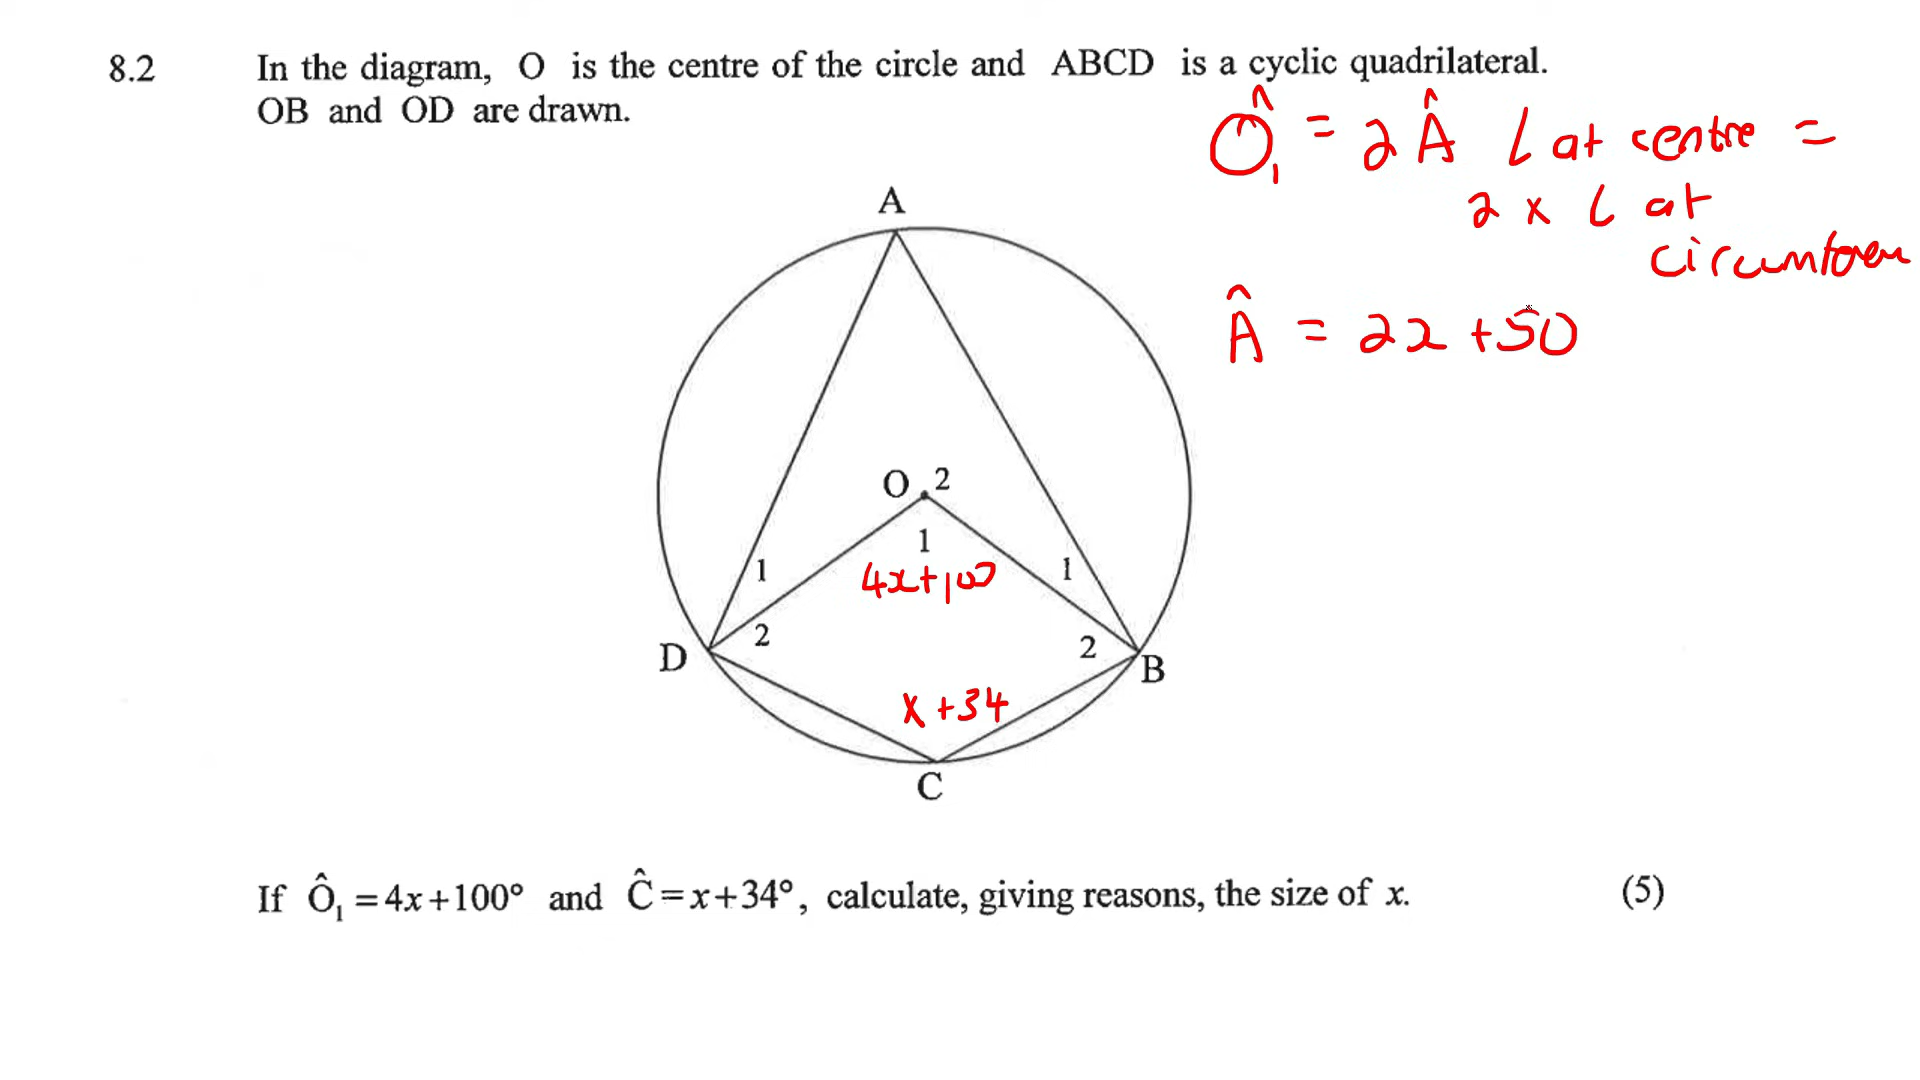 8.2 In the diagram, O is the centre of the circle and ABCD is a cyclic quadrilateral.
OB and OD are drawn.
Ô₁ = 2Â ∠ at centre =
2 x ∠ at
A
Â = 2x + 50
O 2
1
4x+100
1 1
2 2
D B
x +34
C
If Ô₁ = 4x+100° and Ĉ = x+34°, calculate, giving reasons, the size of x. (5)